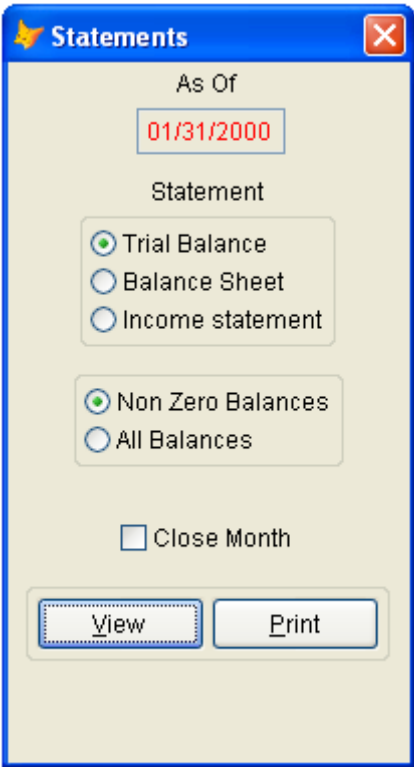 Statements
As Of
01/31/2000
Statement
Trial Balance
Balance Sheet
Income statement
Non Zero Balances
All Balances
Close Month
View Print